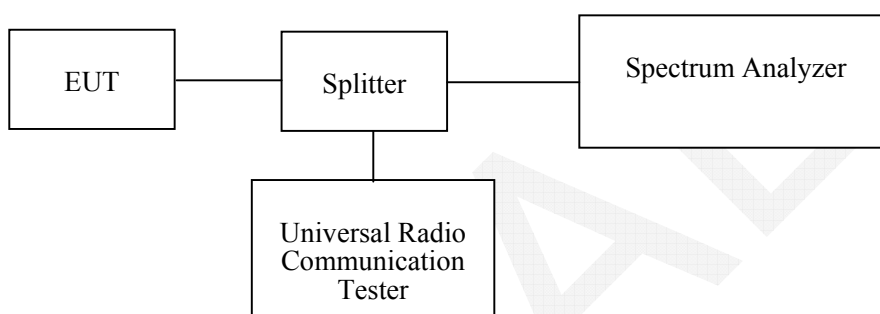 EUT
Splitter
Spectrum Analyzer
Universal Radio
Communication
Tester